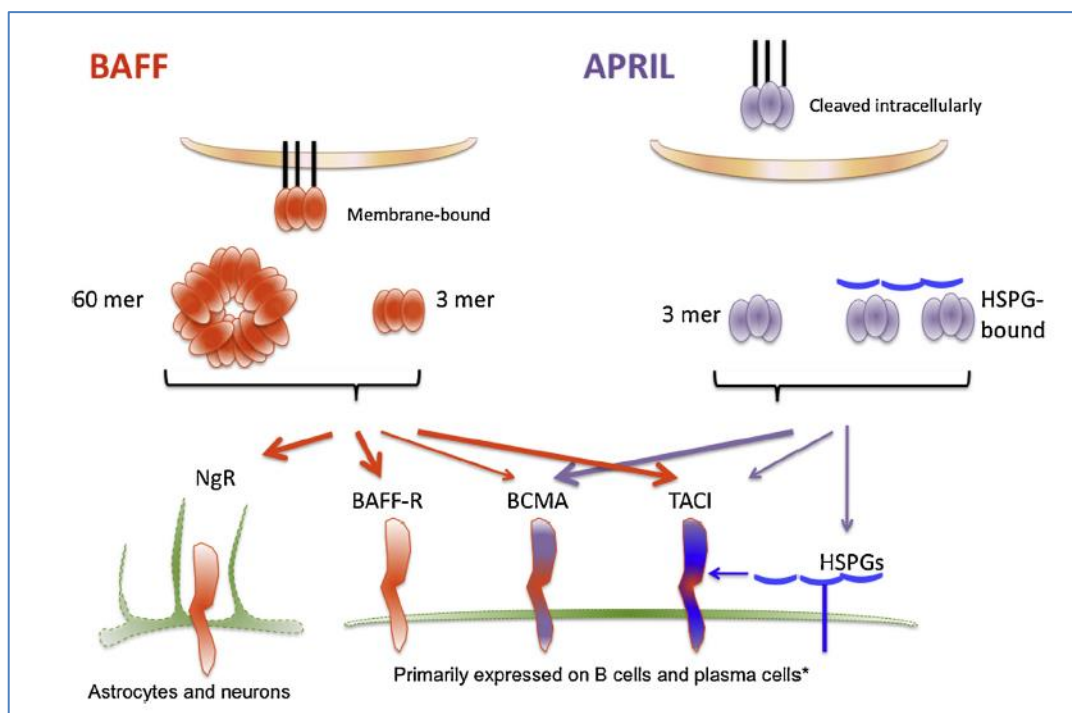 BAFF
APRIL
Cleaved intracellularly
Membrane-bound
60 mer
3 mer
3 mer
HSPG-
bound
NgR
BAFF-R
BCMA
TACI
HSPGs
Astrocytes and neurons
Primarily expressed on B cells and plasma cells*